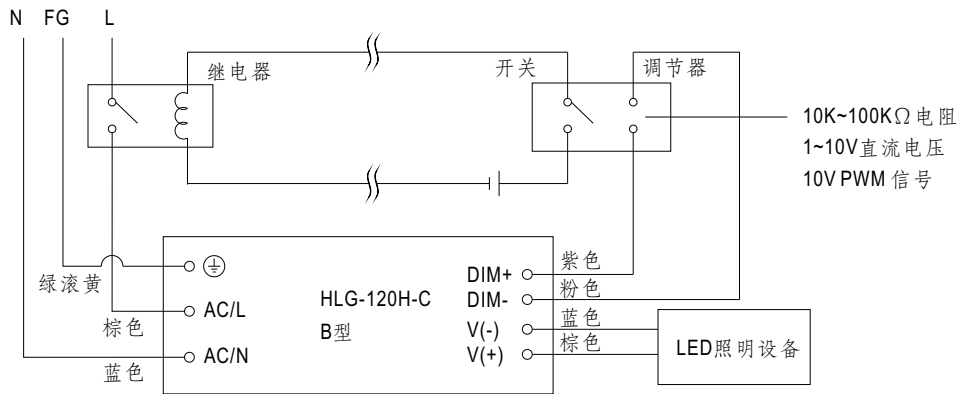 N FG L
继电器
开关
调节器
10K~100KΩ电阻
1~10V直流电压
10V PWM 信号
绿滚黄
棕色
蓝色
AC/L
AC/N
HLG-120H-C
B型
DIM+
DIM-
V(-)
V(+)
紫色
粉色
蓝色
棕色
LED照明设备